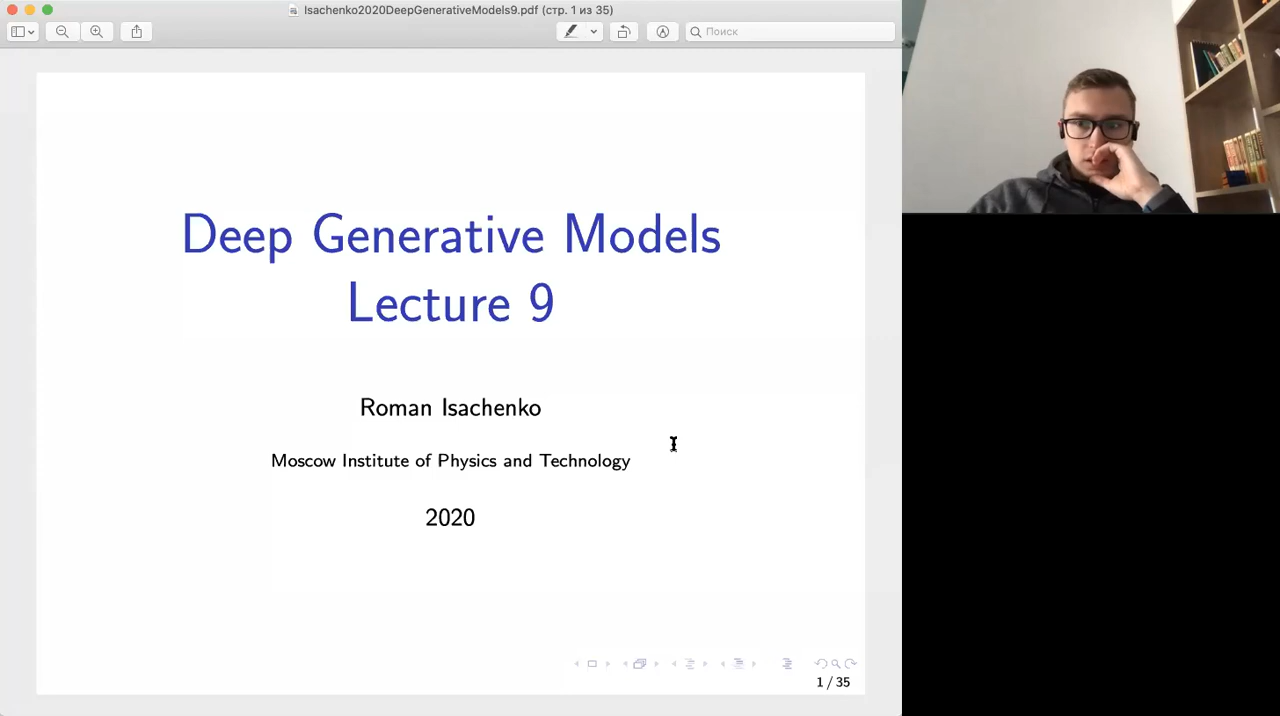 Isachenko2020DeepGenerativeModels9.pdf (стр. 1 из 35)
Поиск
Deep Generative Models
Lecture 9
Roman Isachenko
Moscow Institute of Physics and Technology
2020
1 / 35